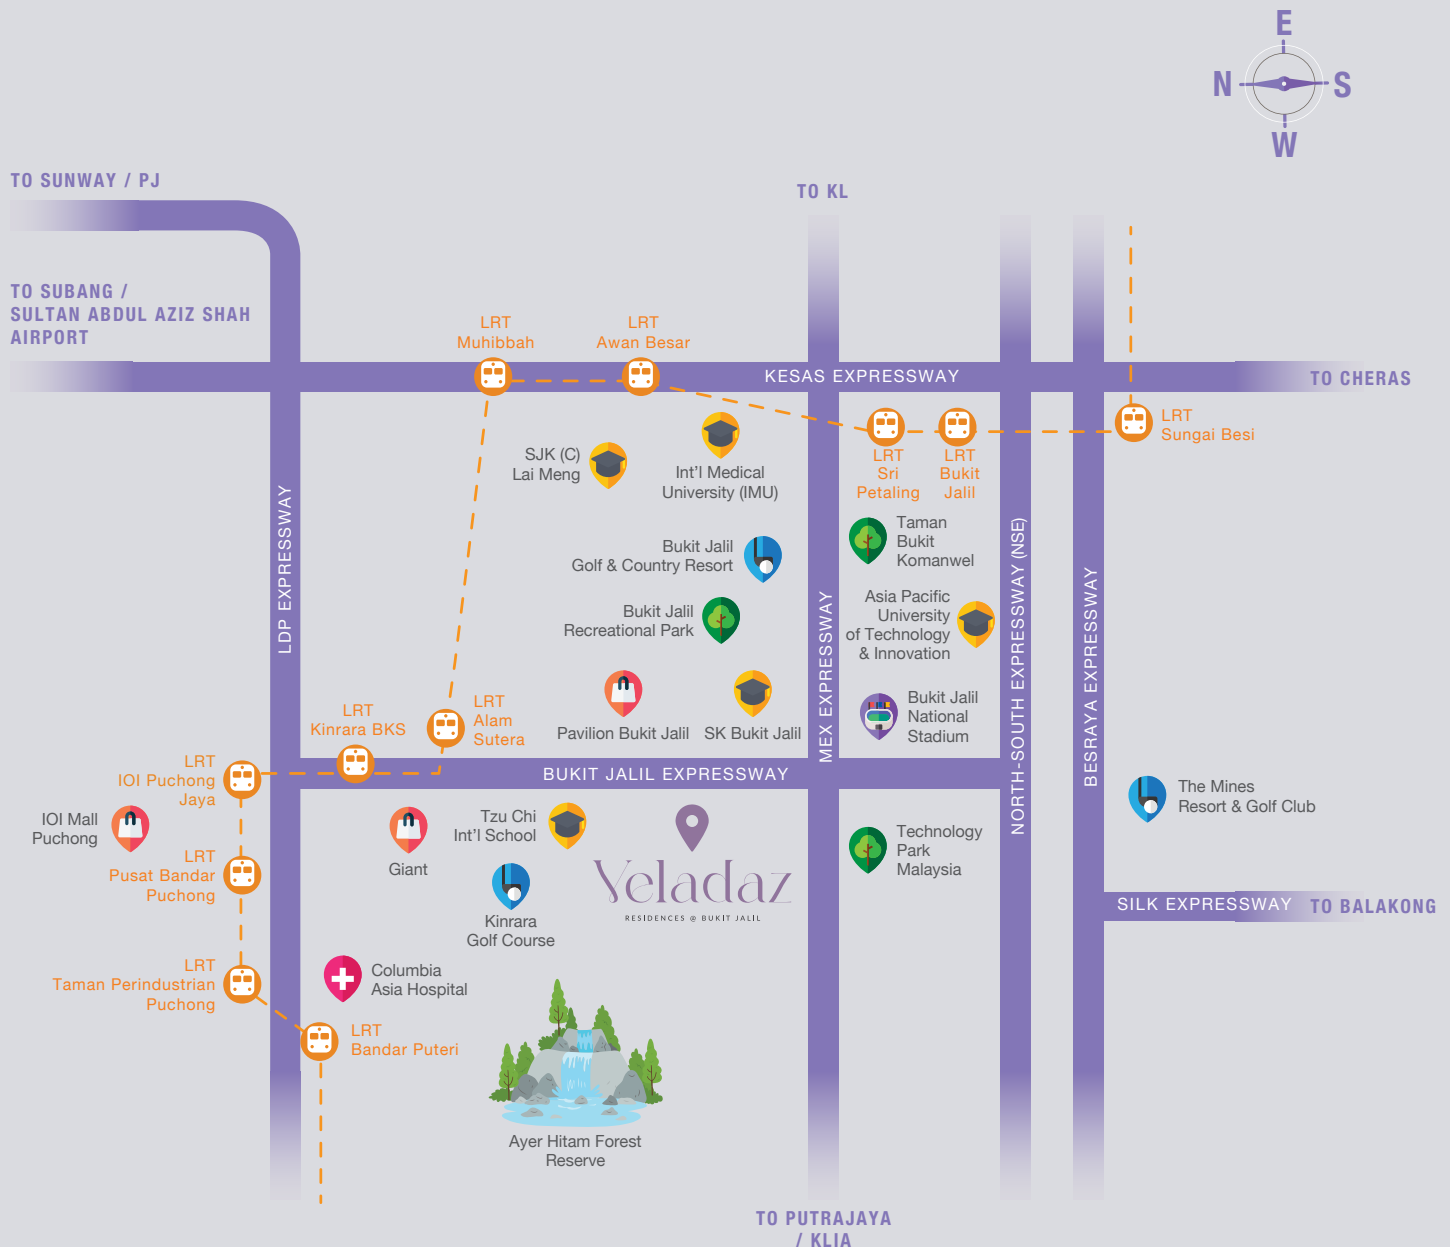 E
N
S
W
TO SUNWAY / PJ
TO KL
TO SUBANG /
SULTAN ABDUL AZIZ SHAH
AIRPORT
LRT
Muhibbah
LRT
Awan Besar
KESAS EXPRESSWAY
TO CHERAS
LRT
Sungai Besi
LRT
Sri
Petaling
LRT
Bukit
Jalil
SJK (C)
Lai Meng
Int'l Medical
University (IMU)
Taman
Bukit
Komanwel
Bukit Jalil
Golf & Country Resort
LDP EXPRESSWAY
Asia Pacific
University
of Technology
& Innovation
Bukit Jalil
Recreational Park
MEX EXPRESSWAY
NORTH-SOUTH EXPRESSWAY (NSE)
BESRAYA EXPRESSWAY
LRT
Kinrara BKS
LRT
Alam
Sutera
Pavilion Bukit Jalil
SK Bukit Jalil
Bukit Jalil
National
Stadium
LRT
IOI Puchong
Jaya
BUKIT JALIL EXPRESSWAY
The Mines
Resort & Golf Club
IOI Mall
Puchong
Giant
Tzu Chi
Int'l School
Technology
Park
Malaysia
LRT
Pusat Bandar
Puchong
Veladaz
RESIDENCES @ BUKIT JALIL
SILK EXPRESSWAY
TO BALAKONG
Kinrara
Golf Course
LRT
Taman Perindustrian
Puchong
Columbia
Asia Hospital
LRT
Bandar Puteri
Ayer Hitam Forest
Reserve
TO PUTRAJAYA
/ KLIA